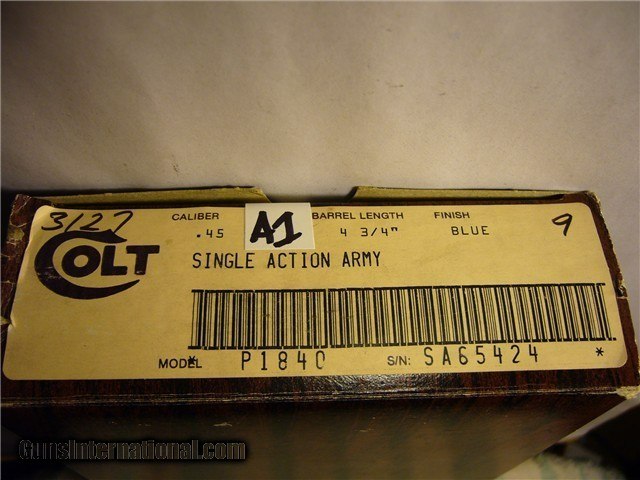 3127
CALIBER BARREL LENGTH FINISH
.45 A1 4 3/4" BLUE 9
COLT
SINGLE ACTION ARMY
MODEL * P1840 S/N: SA65424 *
GunsInternational.com